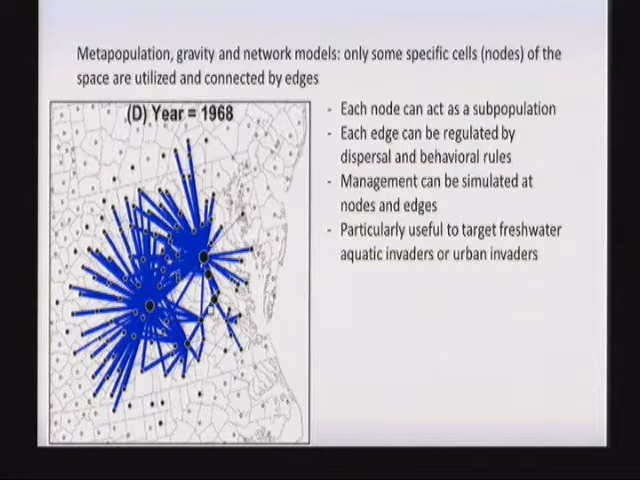 Metapopulation, gravity and network models: only some specific cells (nodes) of the
space are utilized and connected by edges
(D) Year = 1968
- Each node can act as a subpopulation
- Each edge can be regulated by
dispersal and behavioral rules
- Management can be simulated at
nodes and edges
- Particularly useful to target freshwater
aquatic invaders or urban invaders